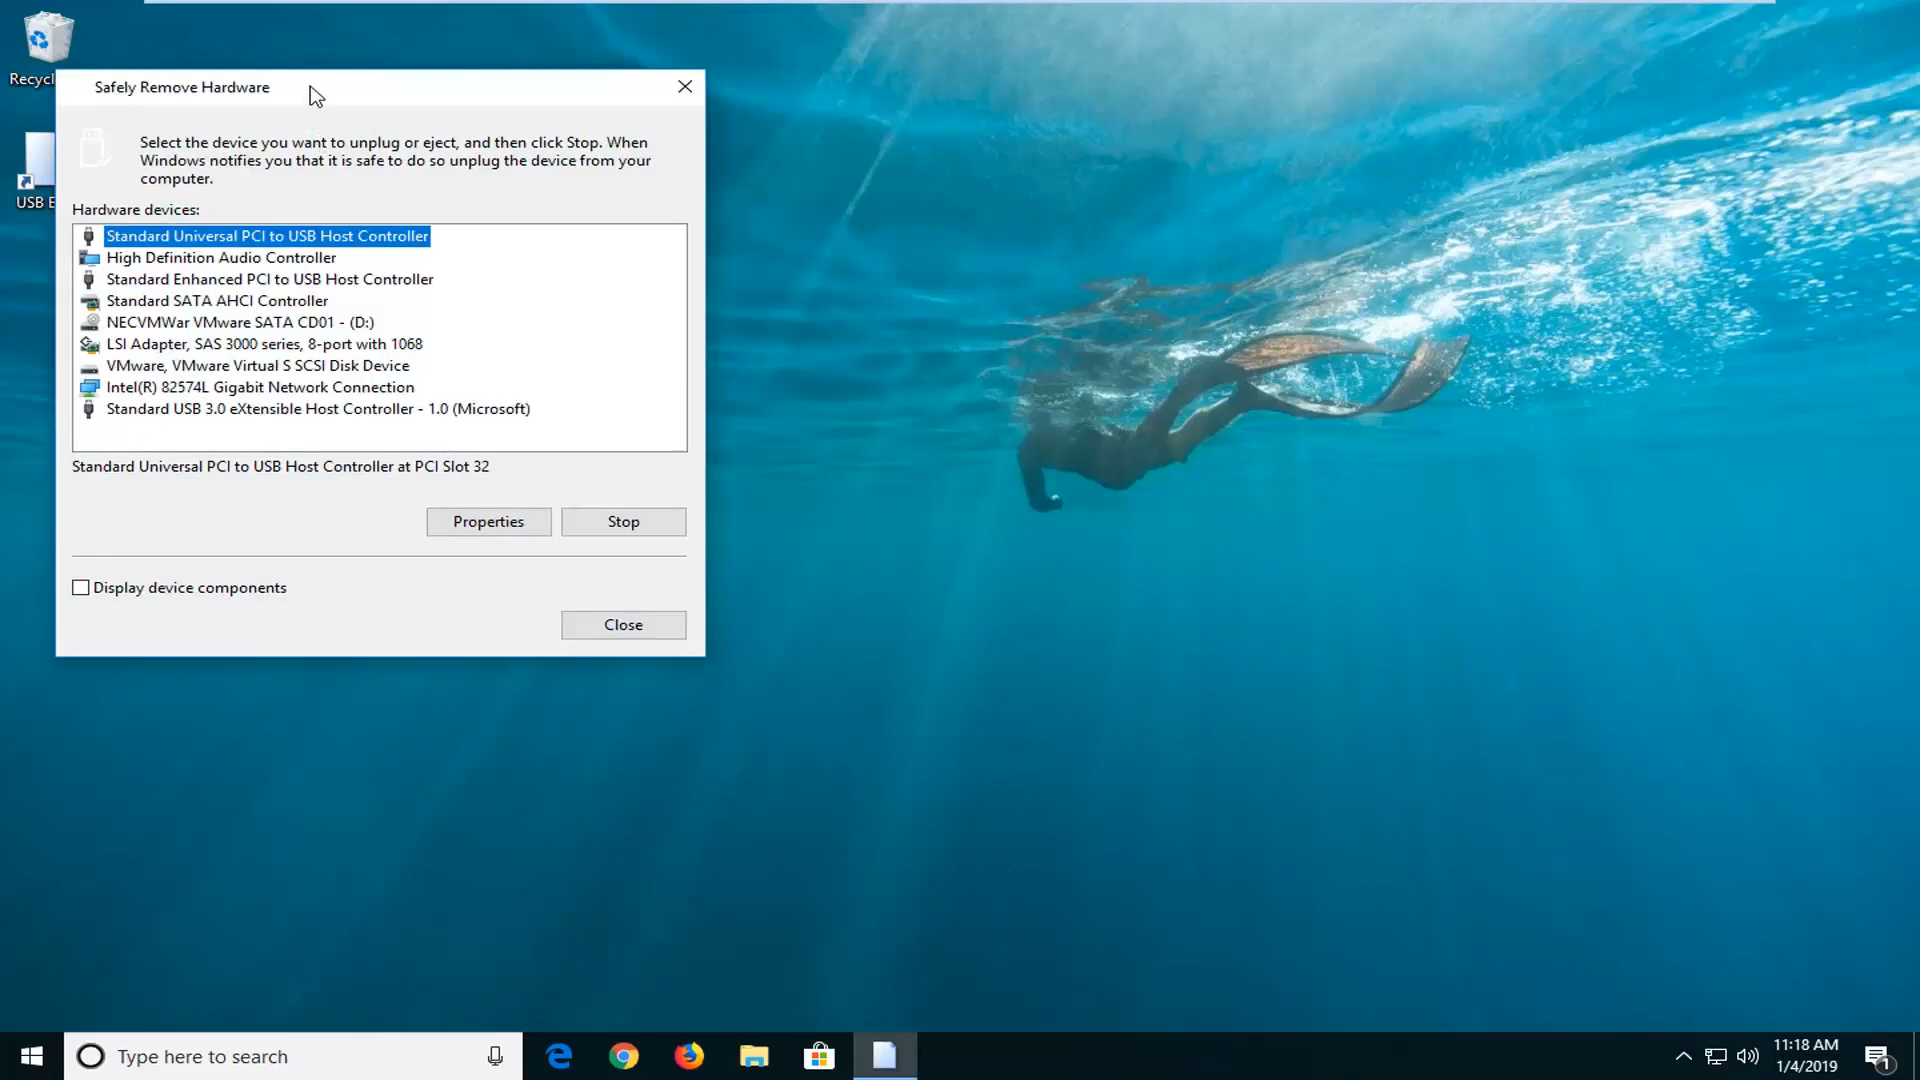 Recycl
USB E
Safely Remove Hardware
Select the device you want to unplug or eject, and then click Stop. When
Windows notifies you that it is safe to do so unplug the device from your
computer.
Hardware devices:
Standard Universal PCI to USB Host Controller
High Definition Audio Controller
Standard Enhanced PCI to USB Host Controller
Standard SATA AHCI Controller
NECVMWar VMware SATA CD01 - (D:)
LSI Adapter, SAS 3000 series, 8-port with 1068
VMware, VMware Virtual S SCSI Disk Device
Intel(R) 82574L Gigabit Network Connection
Standard USB 3.0 eXtensible Host Controller - 1.0 (Microsoft)
Standard Universal PCI to USB Host Controller at PCI Slot 32
Properties
Stop
Display device components
Close
Type here to search
11:18 AM
1/4/2019
1